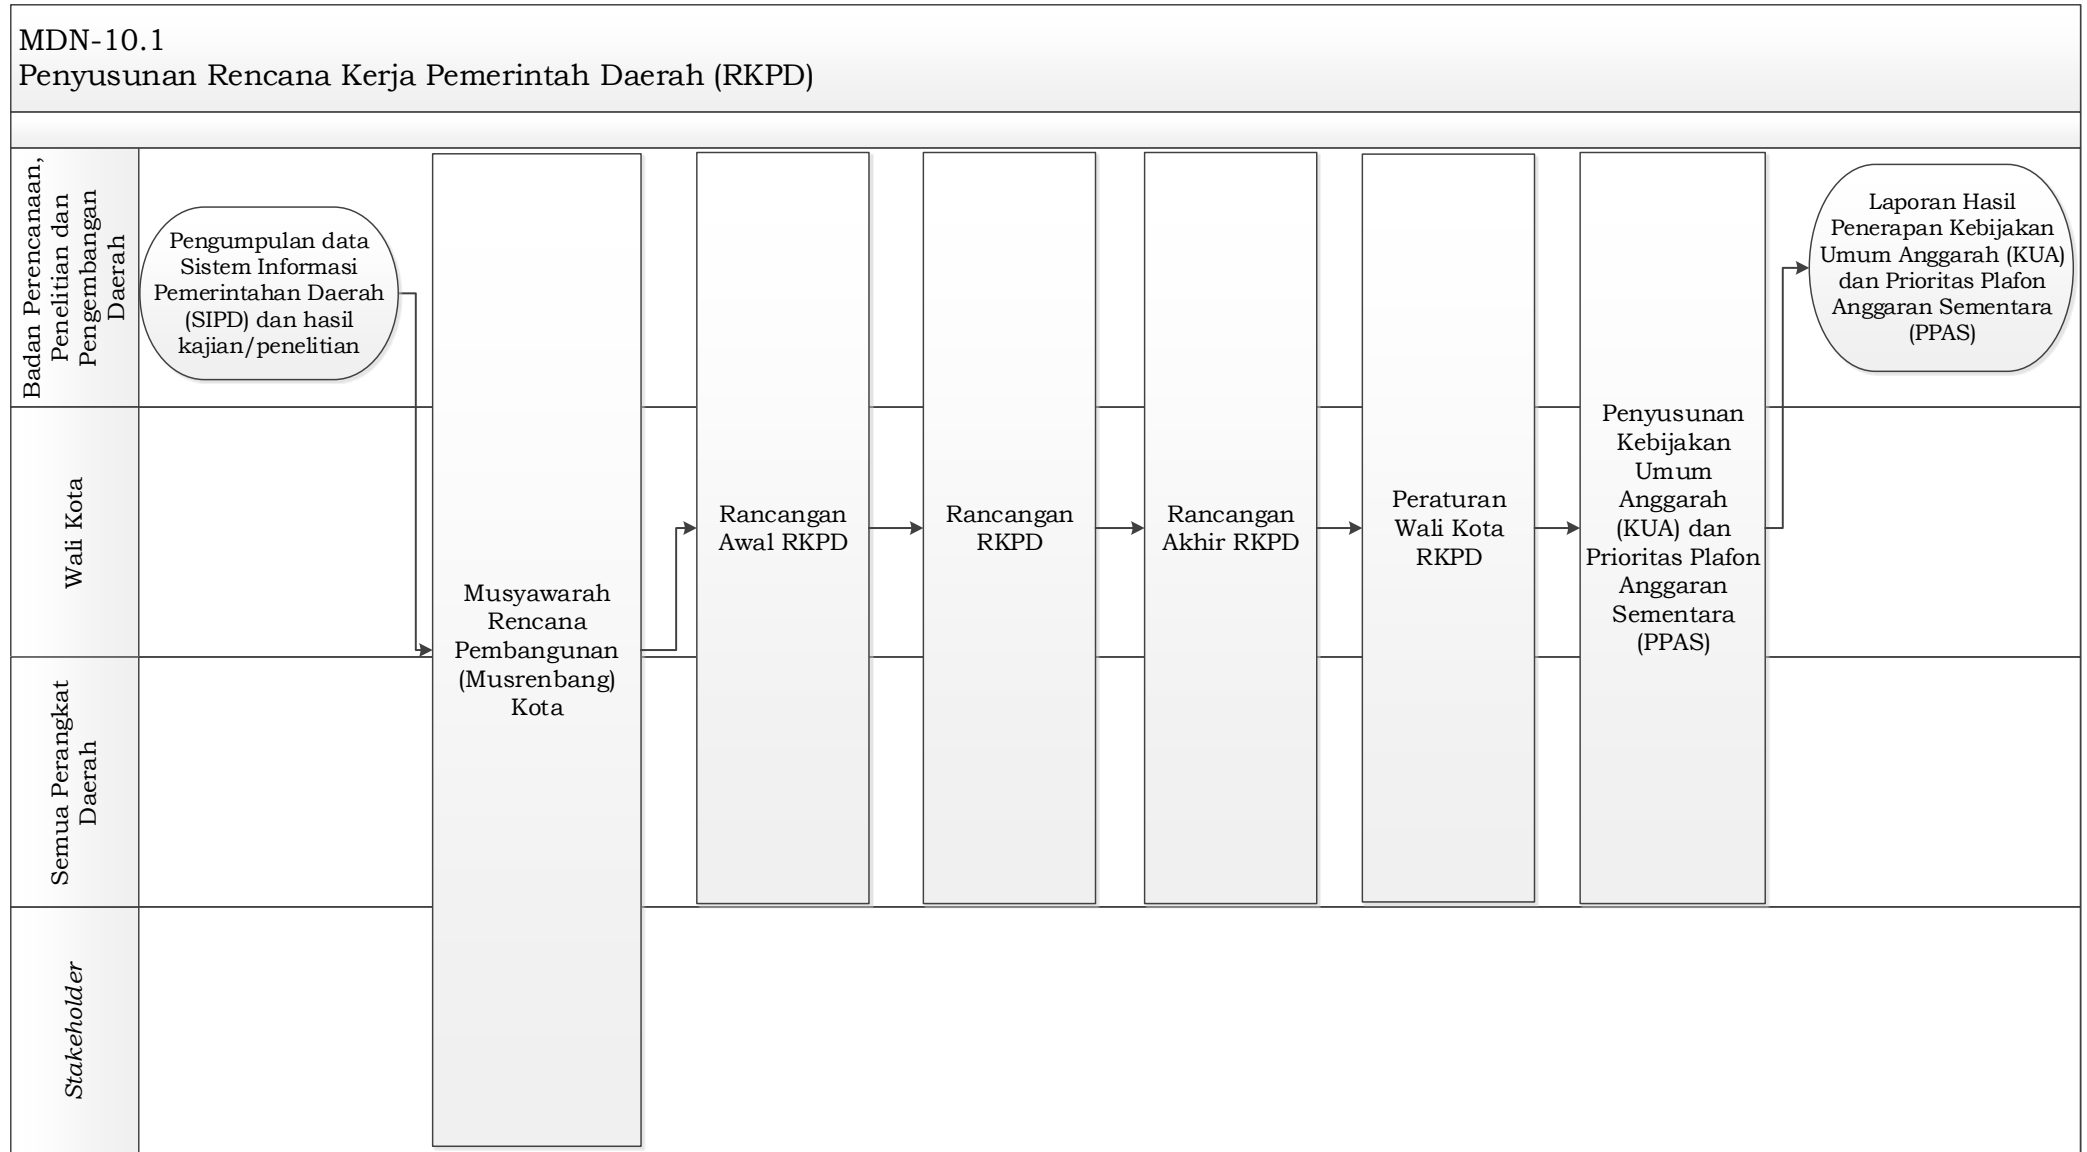 MDN-10.1
Penyusunan Rencana Kerja Pemerintah Daerah (RKPD)
Badan Perencanaan,
Penelitian dan
Pengembangan
Daerah
Pengumpulan data
Sistem Informasi
Pemerintahan Daerah
(SIPD) dan hasil
kajian/penelitian
Musyawarah
Rencana
Pembangunan
(Musrenbang)
Kota
Rancangan
Awal RKPD
Rancangan
RKPD
Rancangan
Akhir RKPD
Peraturan
Wali Kota
RKPD
Penyusunan
Kebijakan
Umum
Anggarah
(KUA) dan
Prioritas Plafon
Anggaran
Sementara
(PPAS)
Laporan Hasil
Penerapan Kebijakan
Umum Anggarah (KUA)
dan Prioritas Plafon
Anggaran Sementara
(PPAS)
Wali Kota
Semua Perangkat
Daerah
Stakeholder